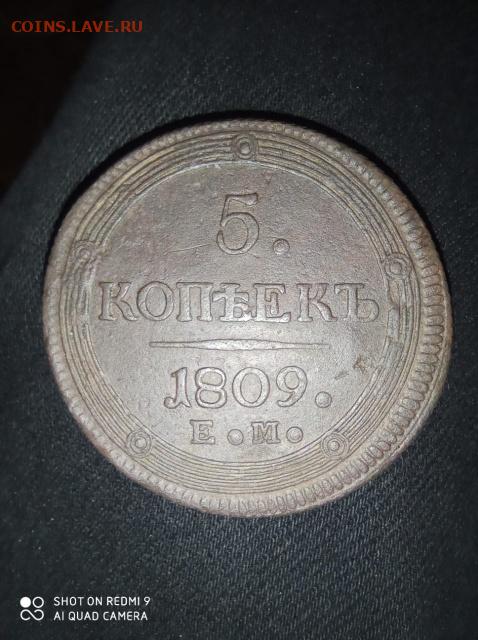 COINS.LAVE.RU
5.
КОПѢЕКЪ
1809.
Е.М.
SHOT ON REDMI 9
AI QUAD CAMERA